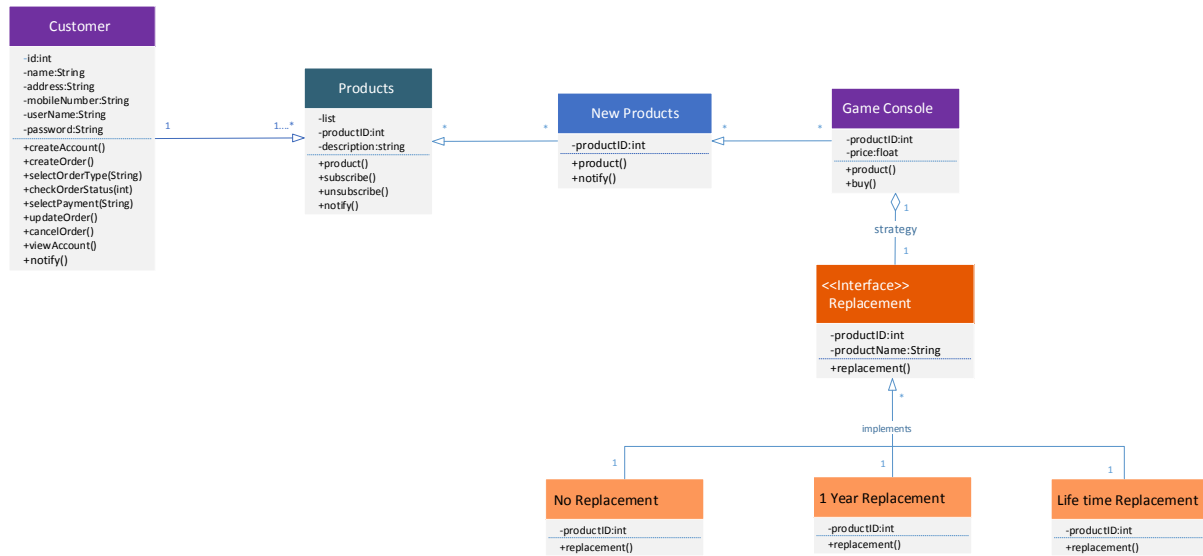 Customer
-id:int
-name:String
-address:String
-mobileNumber:String
-userName:String
-password:String
+createAccount()
+createOrder()
+selectOrderType(String)
+checkOrderStatus(int)
+selectPayment(String)
+updateOrder()
+cancelOrder()
+viewAccount()
+notify()
1
1....*
Products
-list
-productID:int
-description:string
+product()
+subscribe()
+unsubscribe()
+notify()
*
*
New Products
-productID:int
+product()
+notify()
*
*
Game Console
-productID:int
-price:float
+product()
+buy()
1
strategy
1
<<Interface>>
Replacement
-productID:int
-productName:String
+replacement()
*
implements
1
1
1
No Replacement
-productID:int
+replacement()
1 Year Replacement
-productID:int
+replacement()
Life time Replacement
-productID:int
+replacement()